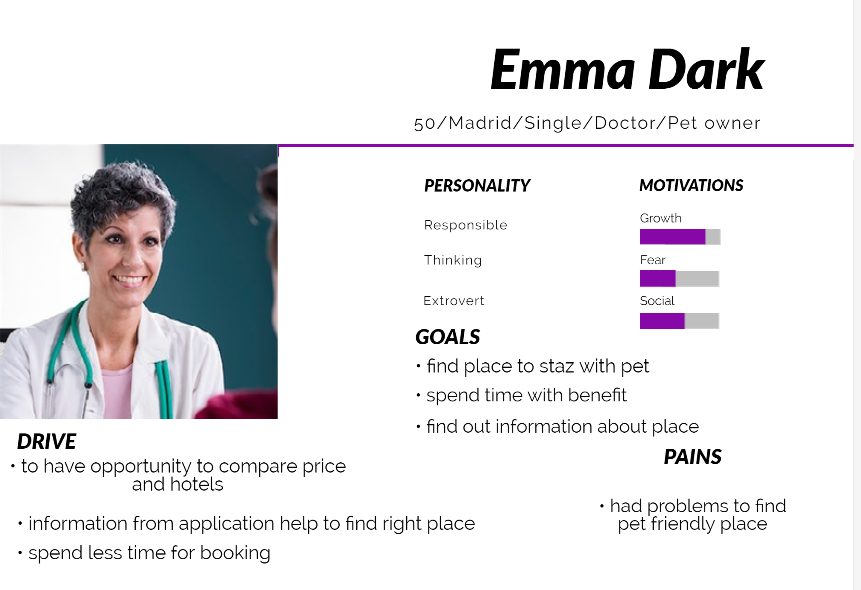 Emma Dark
50/Madrid/Single/Doctor/Pet owner
PERSONALITY
Responsible
Thinking
Extrovert
MOTIVATIONS
Growth
Fear
Social
GOALS
• find place to staz with pet
• spend time with benefit
• find out information about place
DRIVE
• to have opportunity to compare price
and hotels
• information from application help to find right place
• spend less time for booking
PAINS
• had problems to find
pet friendly place